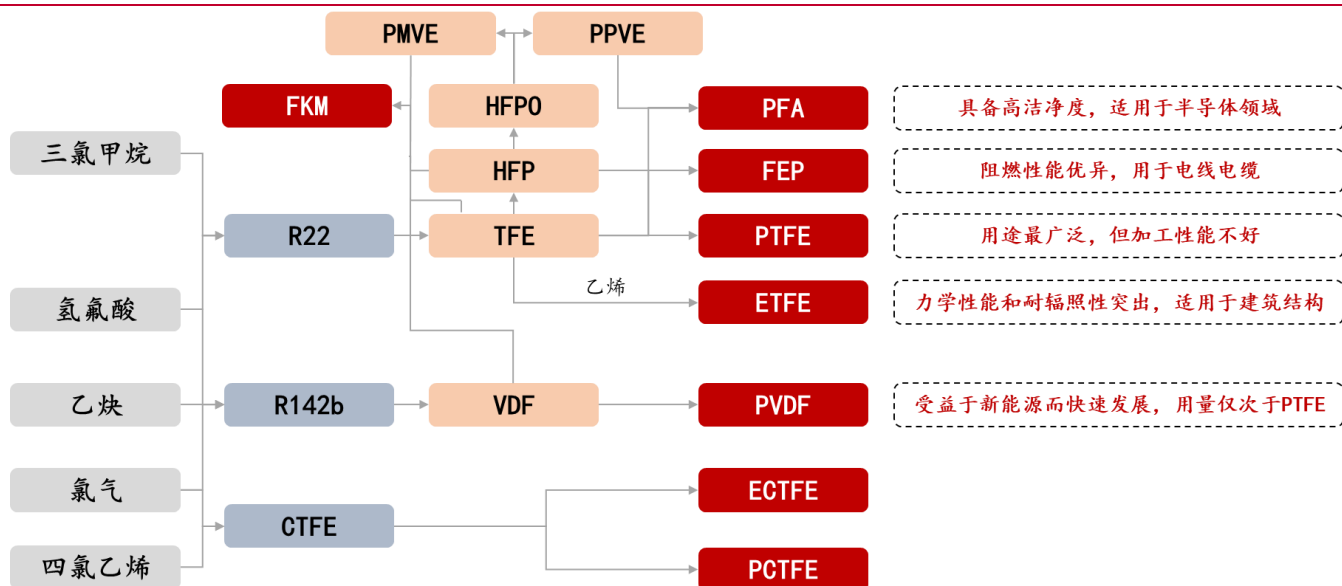 PMVE
PPVE
FKM
HFPO
PFA
具备高洁净度，适用于半导体领域
三氯甲烷
HFP
FEP
阻燃性能优异，用于电线电缆
R22
TFE
PTFE
用途最广泛，但加工性能不好
乙烯
氢氟酸
ETFE
力学性能和耐辐照性突出，适用于建筑结构
乙炔
R142b
VDF
PVDF
受益于新能源而快速发展，用量仅次于PTFE
氯气
ECTFE
CTFE
四氯乙烯
PCTFE